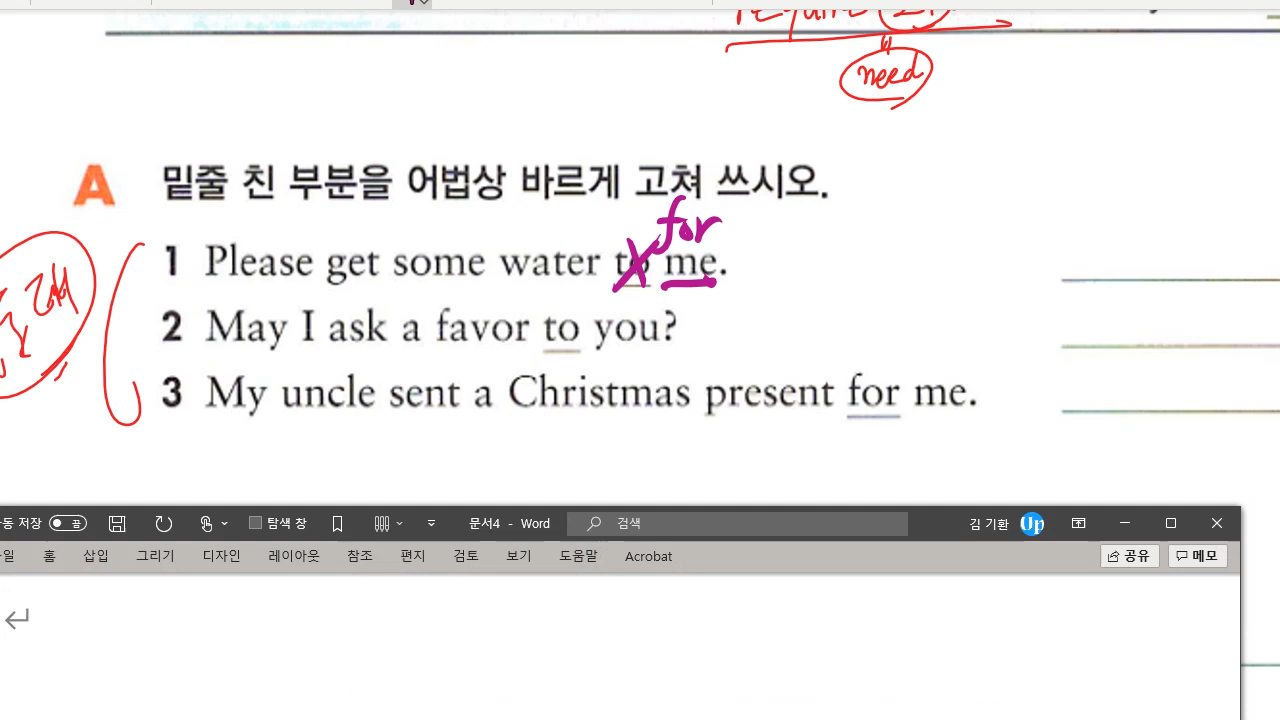 need
A 밑줄 친 부분을 어법상 바르게 고쳐 쓰시오.
for
1 Please get some water to me.
2 May I ask a favor to you?
3 My uncle sent a Christmas present for me.
동 저장 끔 탐색 창 문서4 - Word 검색 김 기환 Up
일 홈 삽입 그리기 디자인 레이아웃 참조 편지 검토 보기 도움말 Acrobat 공유 메모